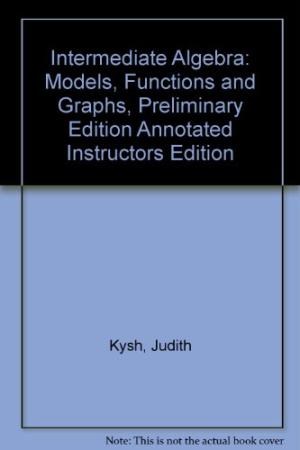 Intermediate Algebra:
Models, Functions and
Graphs, Preliminary
Edition Annotated
Instructors Edition
Kysh, Judith
Note: This is not the actual book cover